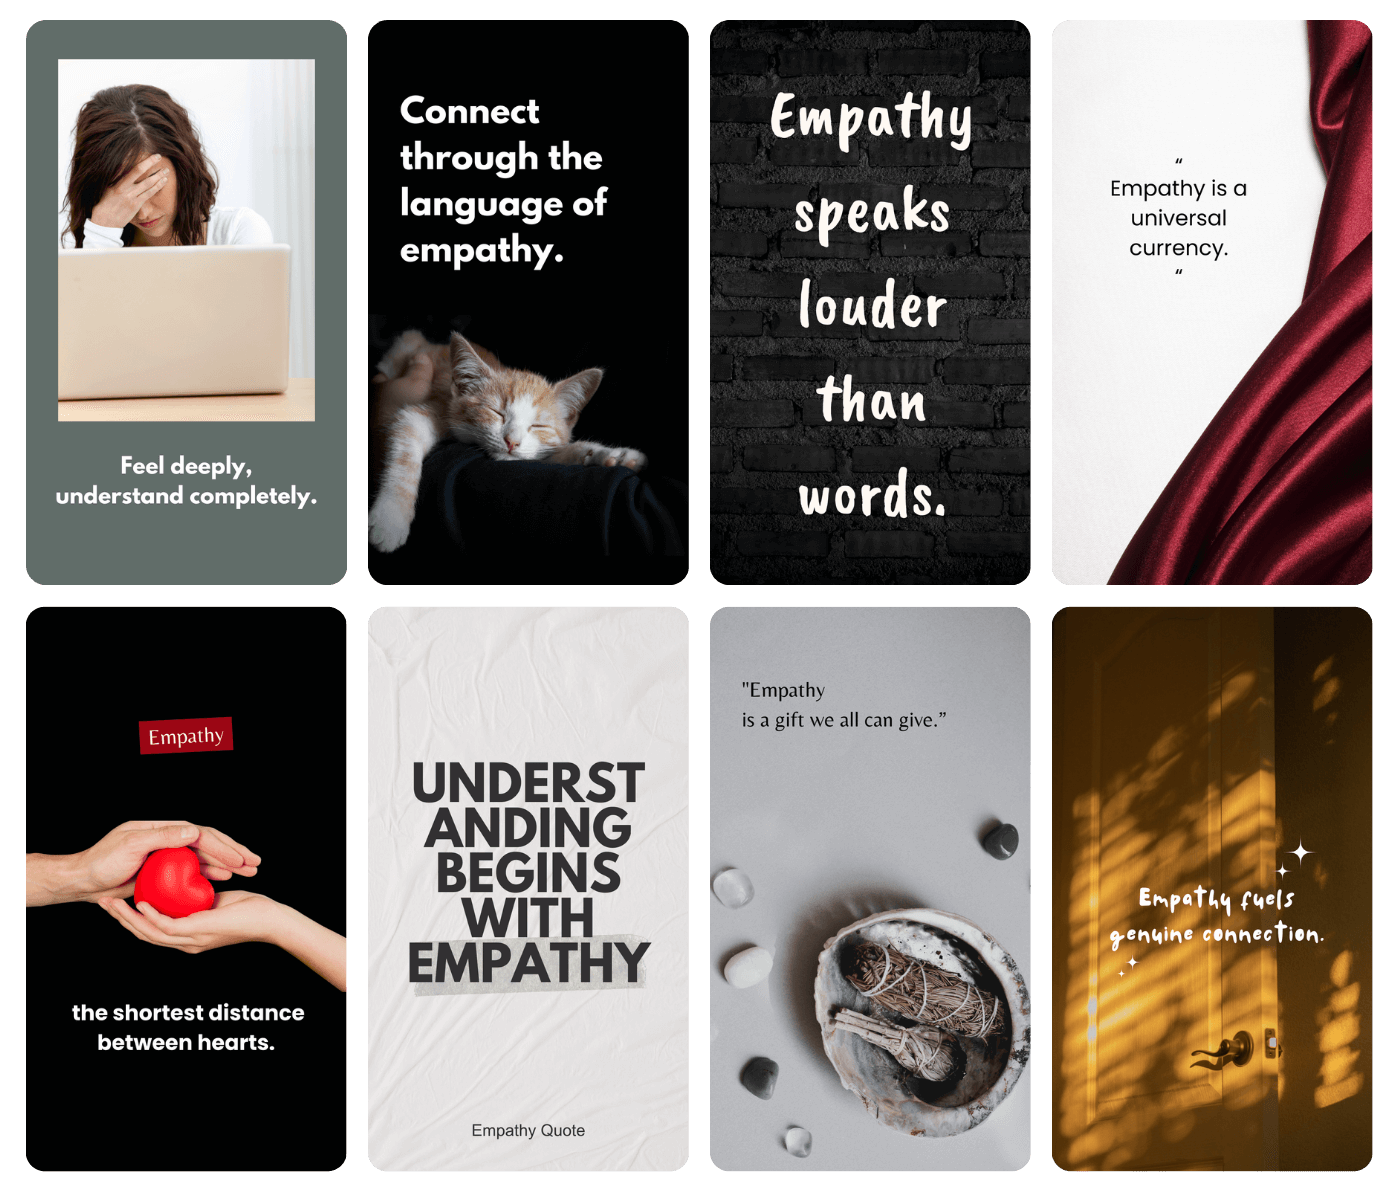 Feel deeply,
understand completely.
Connect
through the
language of
empathy.
Empathy
speaks
louder
than
words.
“
Empathy is a
universal
currency.
“
Empathy
the shortest distance
between hearts.
UNDERST
ANDING
BEGINS
WITH
EMPATHY
Empathy Quote
"Empathy
is a gift we all can give.”
Empathy fuels
genuine connection.